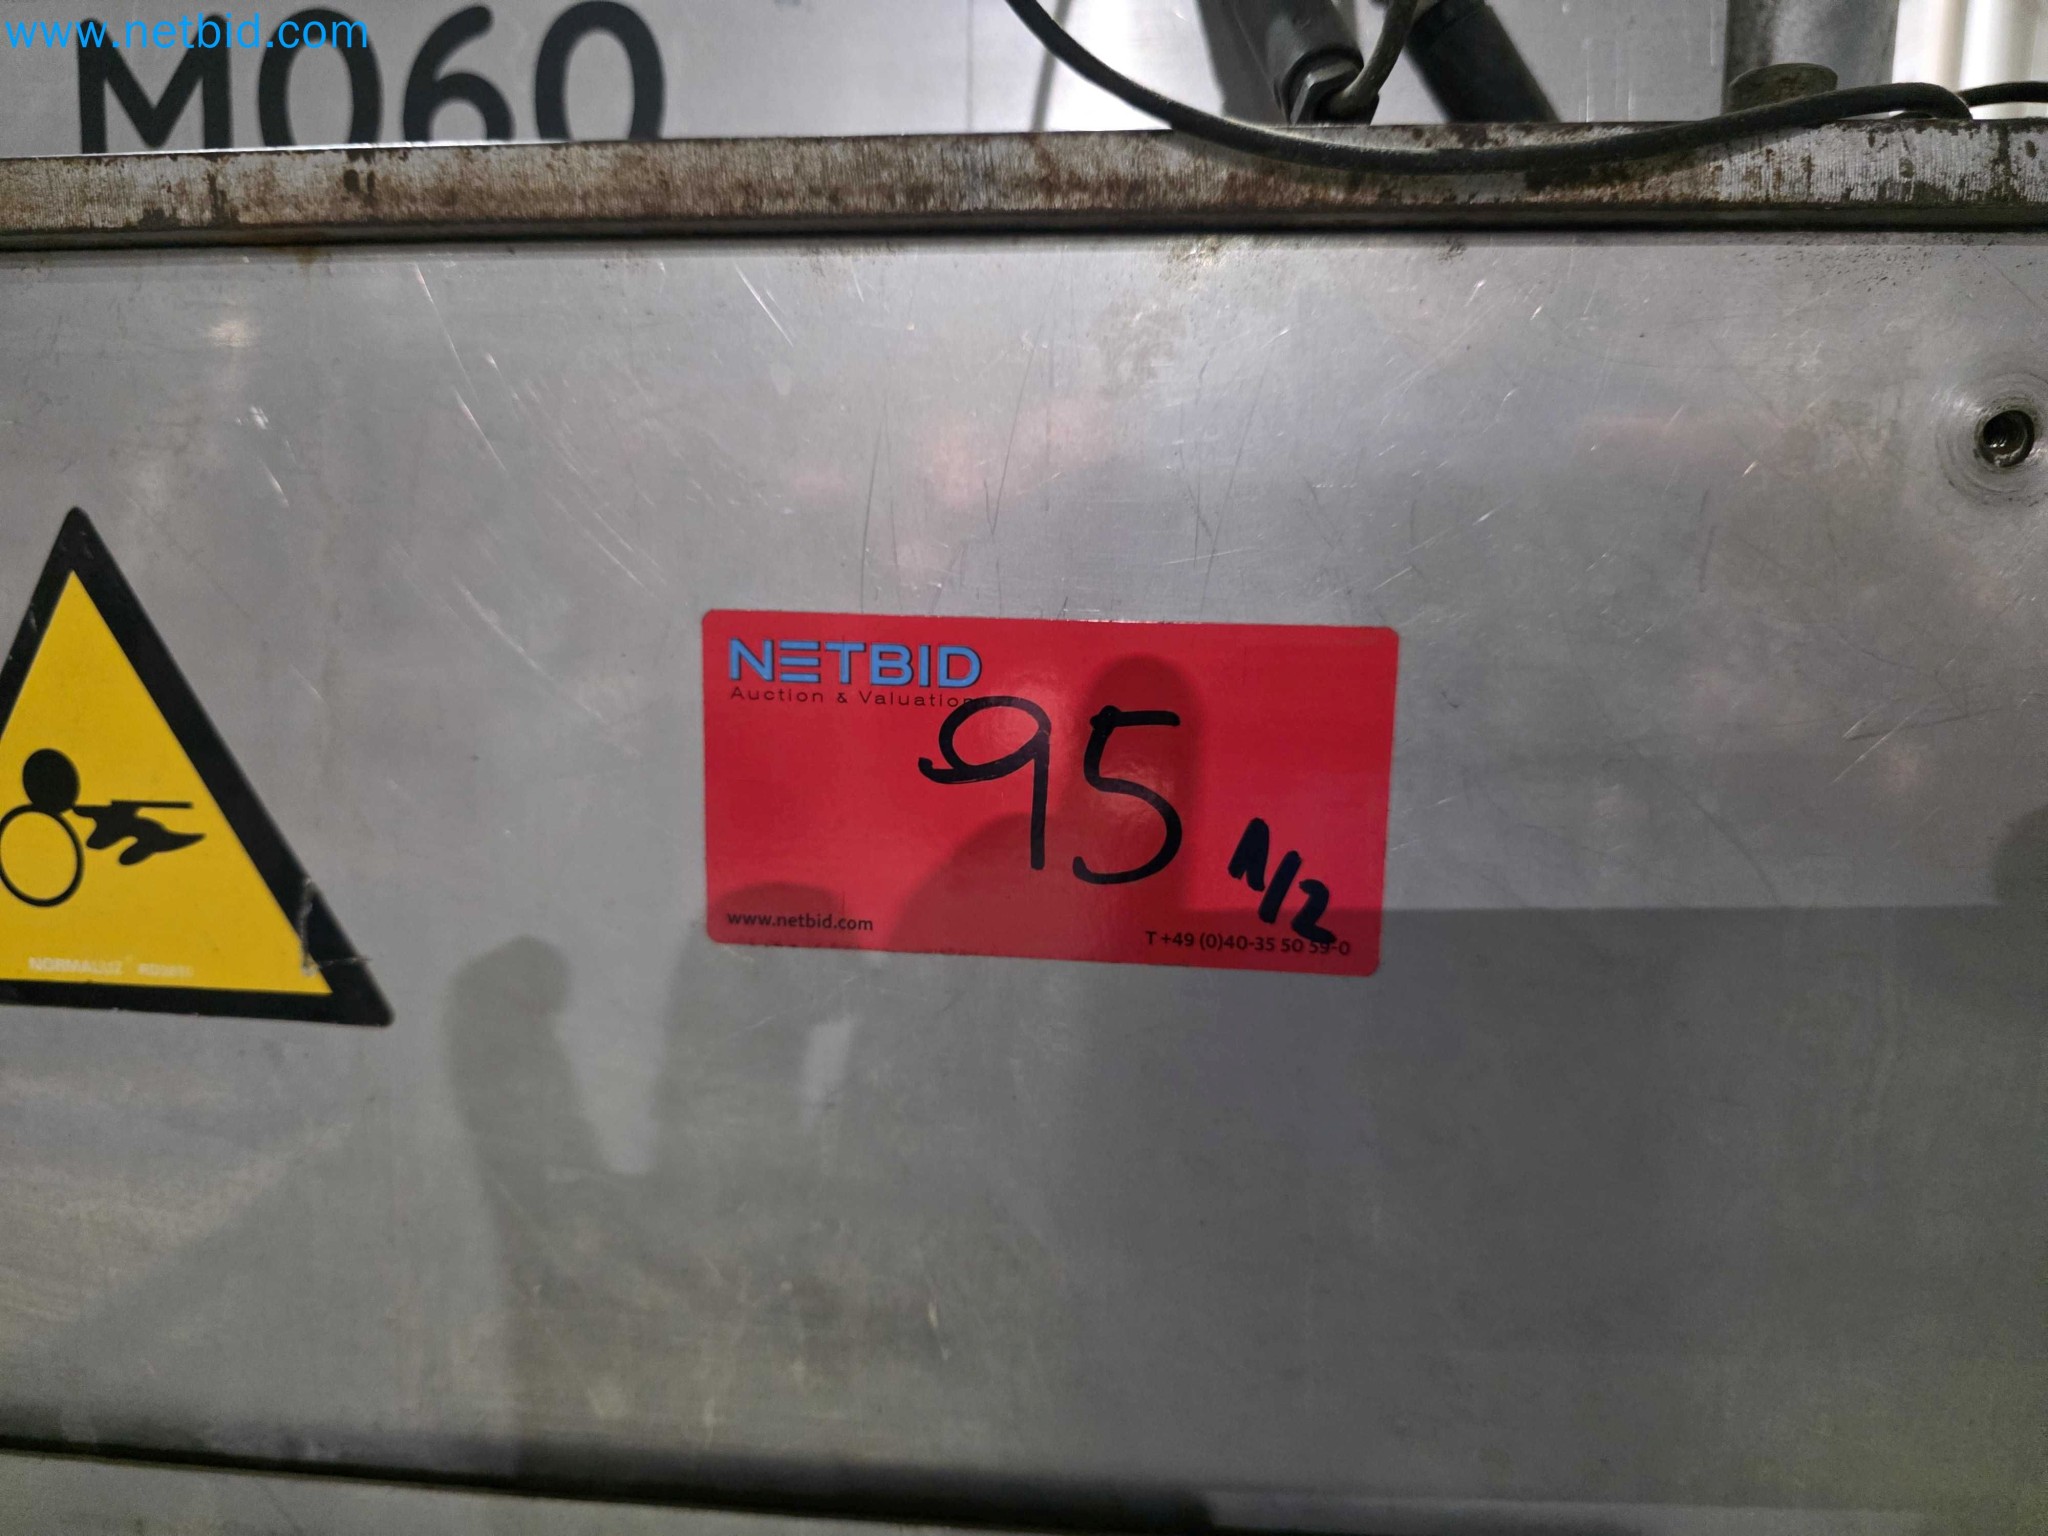 www.netbid.com
M060
NETBID
Auction & Valuation
95
1/2
www.netbid.com
T +49 (0)40-35 50 59-0
NORMALUX